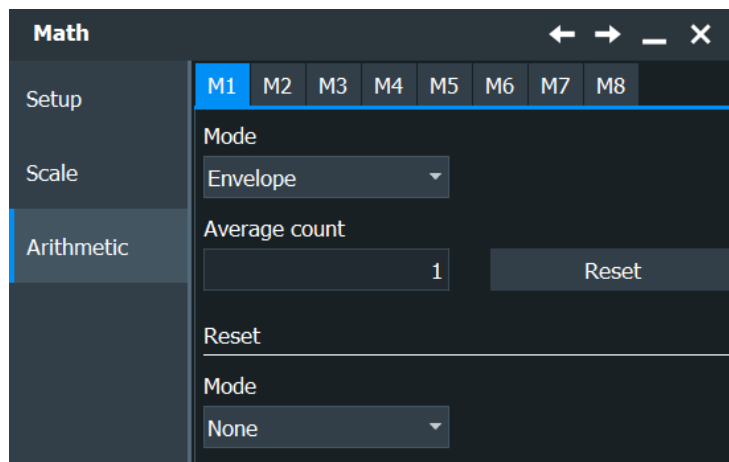 Math
Setup
Scale
Arithmetic
M1 M2 M3 M4 M5 M6 M7 M8
Mode
Envelope
Average count
1 Reset
Reset
Mode
None